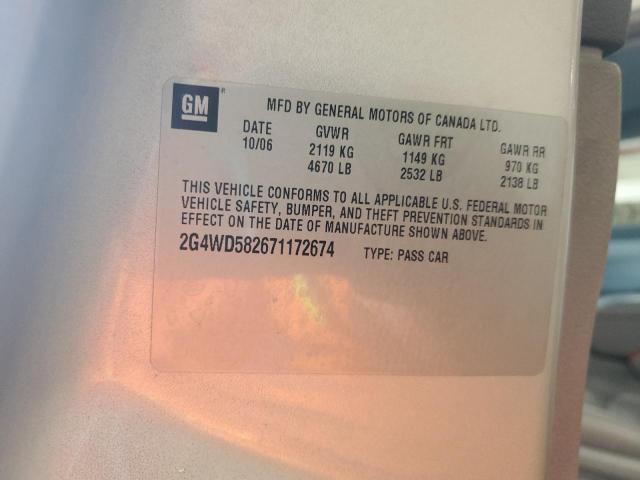 GM ® MFD BY GENERAL MOTORS OF CANADA LTD.
DATE GVWR GAWR FRT GAWR RR
10/06 2119 KG 1149 KG 970 KG
4670 LB 2532 LB 2138 LB
THIS VEHICLE CONFORMS TO ALL APPLICABLE U.S. FEDERAL MOTOR
VEHICLE SAFETY, BUMPER, AND THEFT PREVENTION STANDARDS IN
EFFECT ON THE DATE OF MANUFACTURE SHOWN ABOVE.
2G4WD582671172674 TYPE: PASS CAR